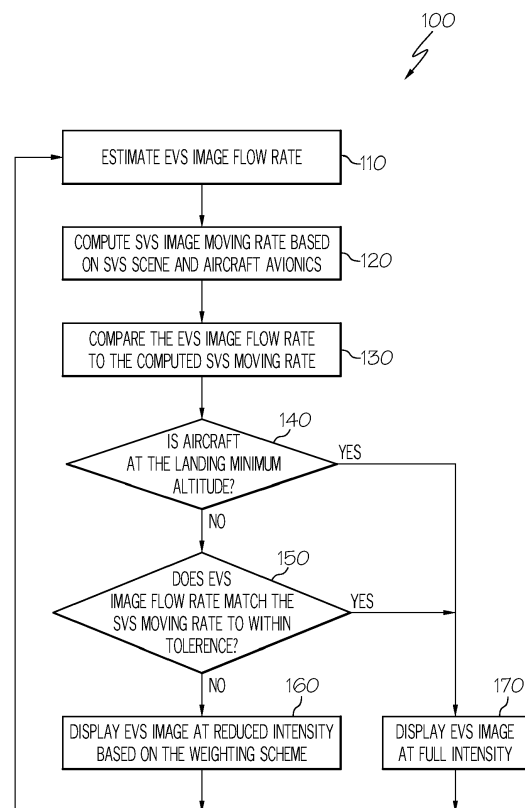 100
ESTIMATE EVS IMAGE FLOW RATE
110
COMPUTE SVS IMAGE MOVING RATE BASED
ON SVS SCENE AND AIRCRAFT AVIONICS
120
COMPARE THE EVS IMAGE FLOW RATE
TO THE COMPUTED SVS MOVING RATE
130
140
IS AIRCRAFT
AT THE LANDING MINIMUM
ALTITUDE?
YES
NO
150
DOES EVS
IMAGE FLOW RATE MATCH THE
SVS MOVING RATE TO WITHIN
TOLERENCE?
YES
NO
160
DISPLAY EVS IMAGE AT REDUCED INTENSITY
BASED ON THE WEIGHTING SCHEME
170
DISPLAY EVS IMAGE
AT FULL INTENSITY